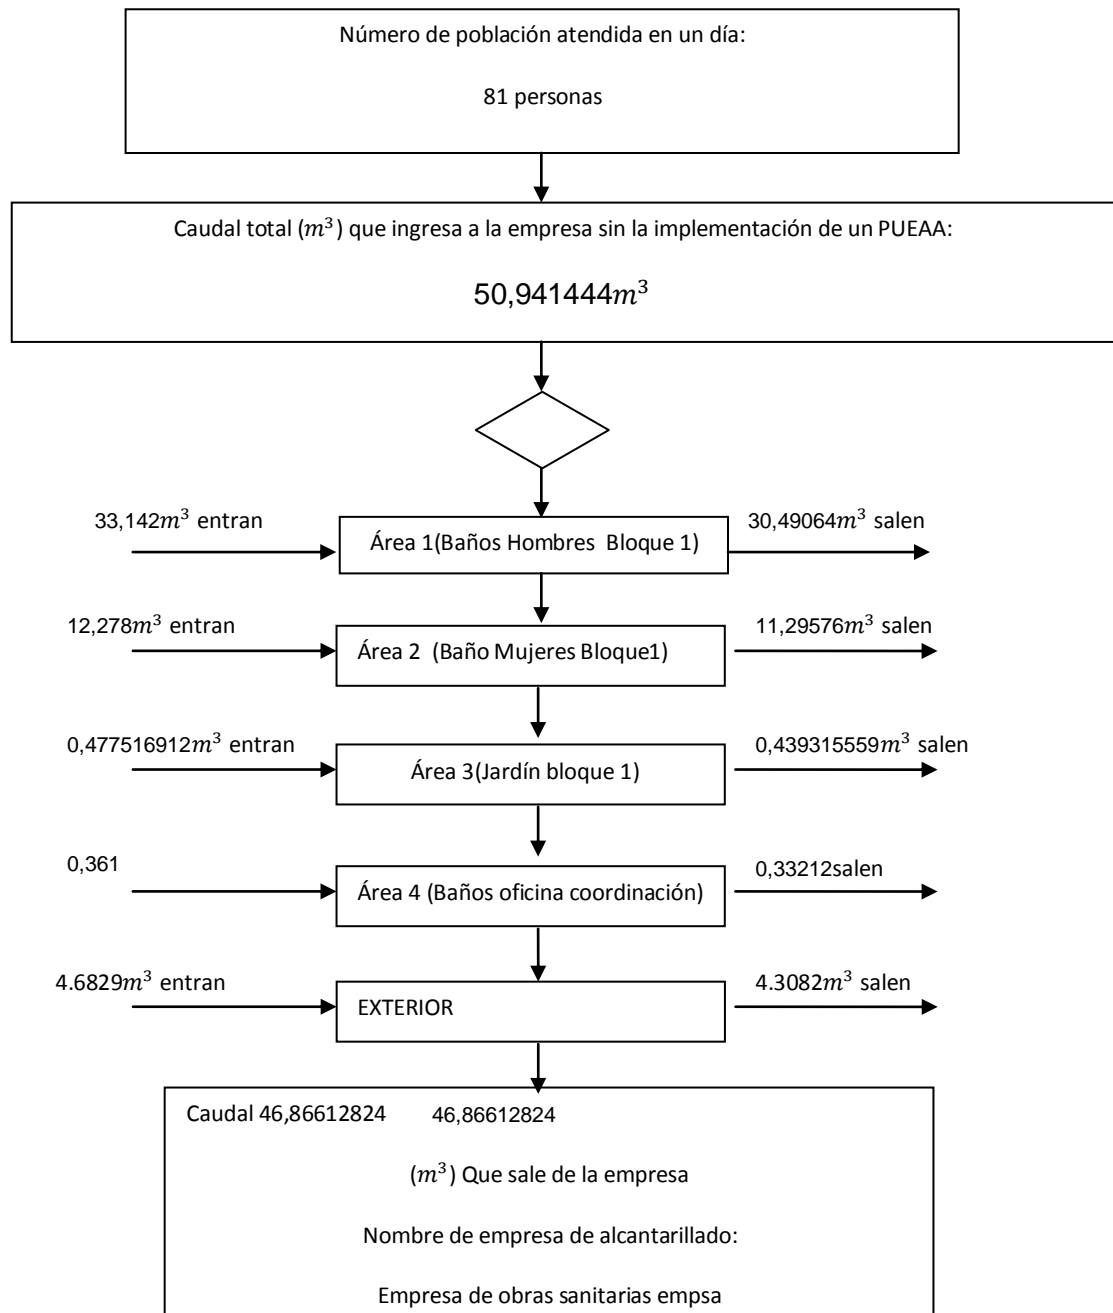 Número de población atendida en un día:
81 personas
Caudal total (m³) que ingresa a la empresa sin la implementación de un PUEAA:
50,941444m³
33,142m³ entran
Área 1(Baños Hombres Bloque 1)
30,49064m³ salen
12,278m³ entran
Área 2 (Baño Mujeres Bloque1)
11,29576m³ salen
0,477516912m³ entran
Área 3(Jardín bloque 1)
0,439315559m³ salen
0,361
Área 4 (Baños oficina coordinación)
0,33212salen
4.6829m³ entran
EXTERIOR
4.3082m³ salen
Caudal 46,86612824 46,86612824
(m³) Que sale de la empresa
Nombre de empresa de alcantarillado:
Empresa de obras sanitarias empsa